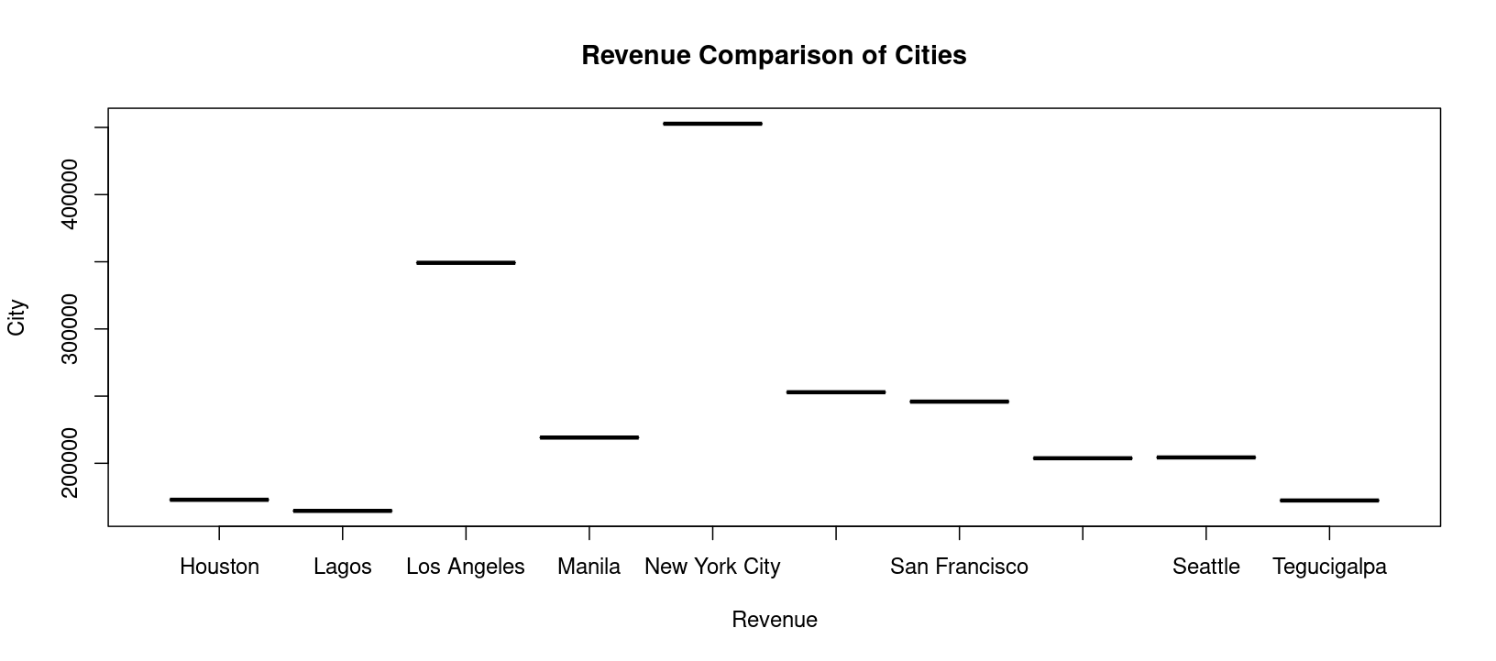 Revenue Comparison of Cities
400000
300000
200000
City
Houston Lagos Los Angeles Manila New York City San Francisco Seattle Tegucigalpa
Revenue